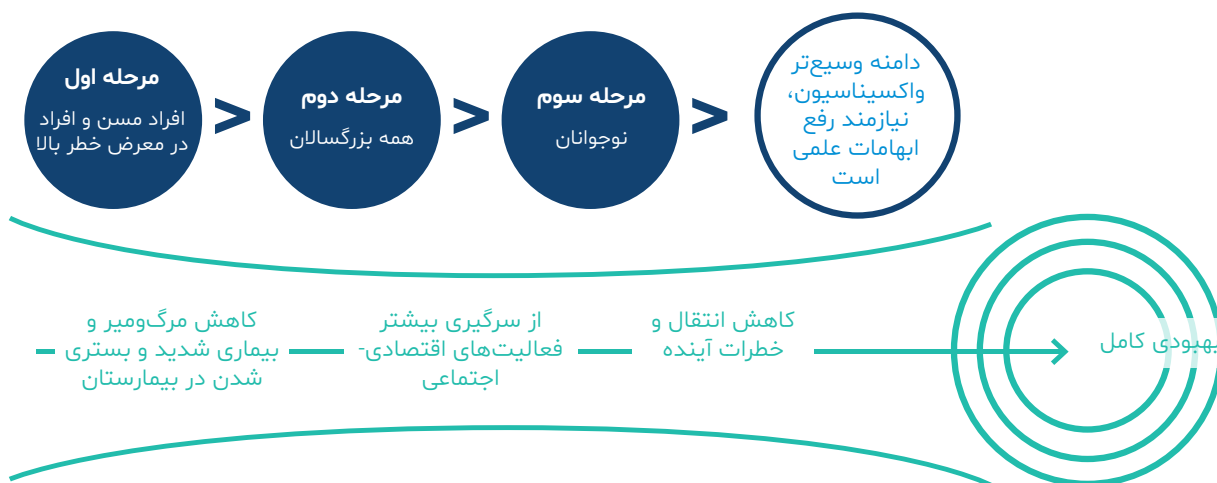 مرحله اول
افراد مسن و افراد
در معرض خطر بالا
>
مرحله دوم
همه بزرگسالان
>
مرحله سوم
نوجوانان
>
دامنه وسیع‌تر
واکسیناسیون،
نیازمند رفع
ابهامات علمی
است
کاهش مرگ‌ومیر و
بیماری شدید و بستری
شدن در بیمارستان
از سرگیری بیشتر
فعالیت‌های اقتصادی-
اجتماعی
کاهش انتقال و
خطرات آینده
بهبودی کامل